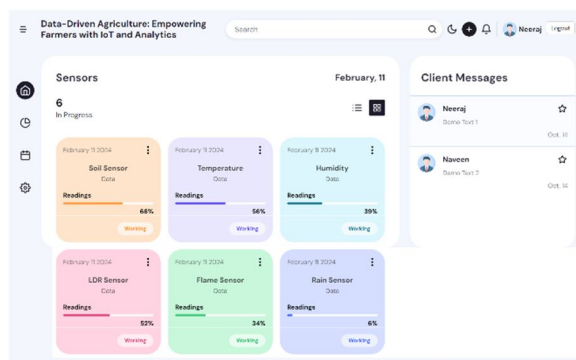 Data-Driven Agriculture: Empowering
Farmers with IoT and Analytics
Search
Neeraj
Logout
Sensors
February, 11
6
In Progress
Client Messages
Neeraj
Demo Text 1
Oct. 14
Naveen
Demo Text 2
Oct. 14
February 11 2024
Soil Sensor
Data
Readings
66%
Working
February 11 2024
Temperature
Data
Readings
56%
Working
February 11 2024
Humidity
Data
Readings
39%
Working
February 11 2024
LDR Sensor
Data
Readings
52%
Working
February 11 2024
Flame Sensor
Data
Readings
34%
Working
February 11 2024
Rain Sensor
Data
Readings
6%
Working